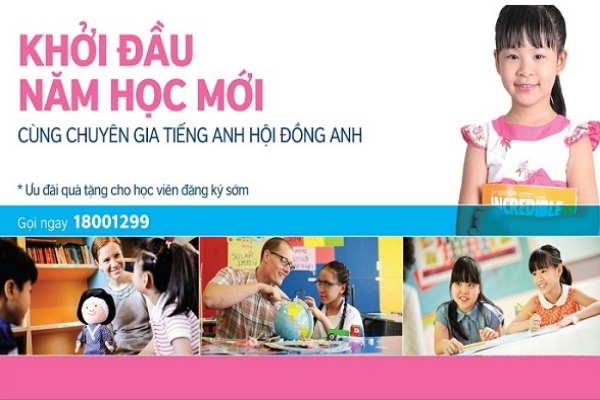 KHỞI ĐẦU
NĂM HỌC MỚI
CÙNG CHUYÊN GIA TIẾNG ANH HỘI ĐỒNG ANH
* Ưu đãi quà tặng cho học viên đăng ký sớm
Gọi ngay 18001299
INCREDIBLE
SOLAR